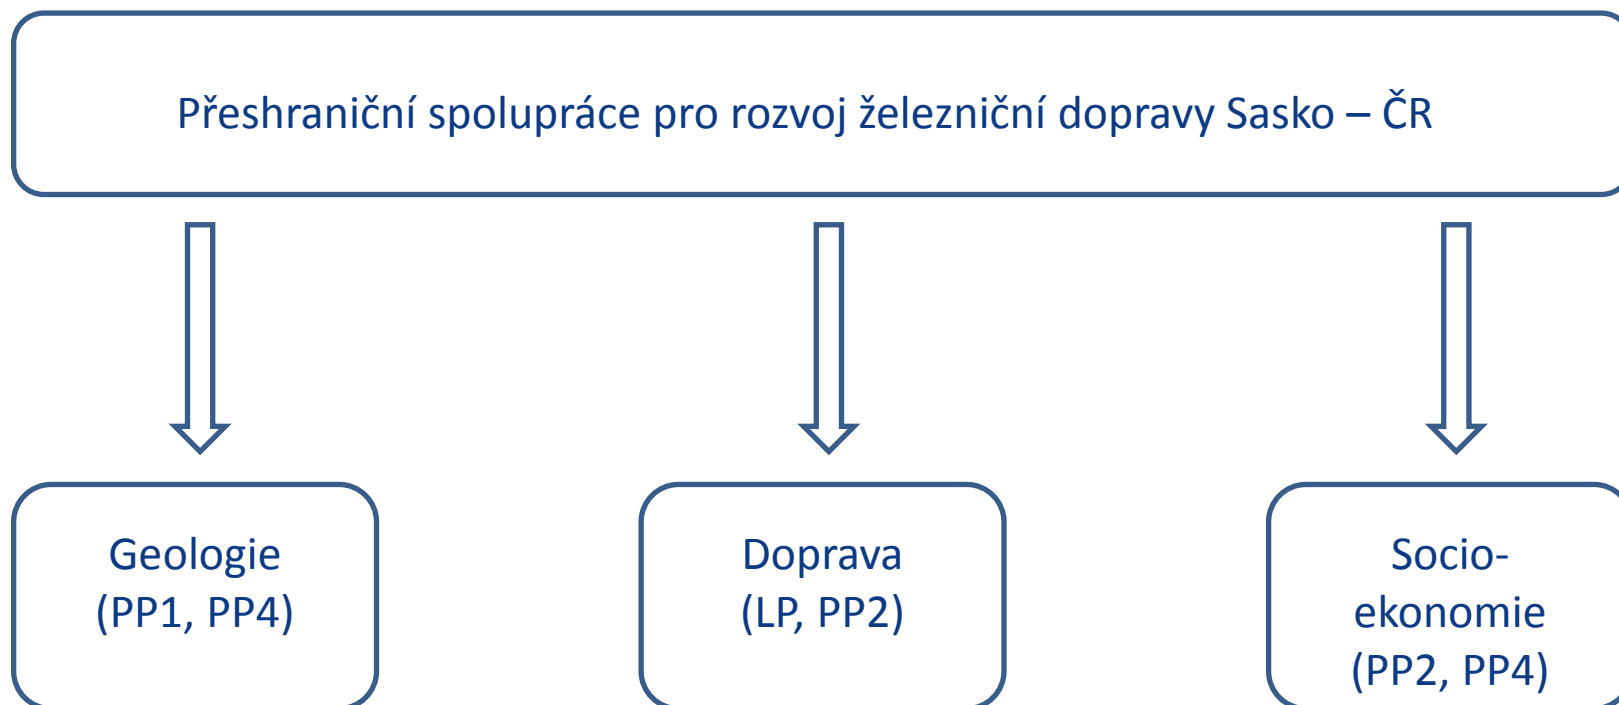 Přeshraniční spolupráce pro rozvoj železniční dopravy Sasko – ČR
Geologie
(PP1, PP4)
Doprava
(LP, PP2)
Socio-
ekonomie
(PP2, PP4)